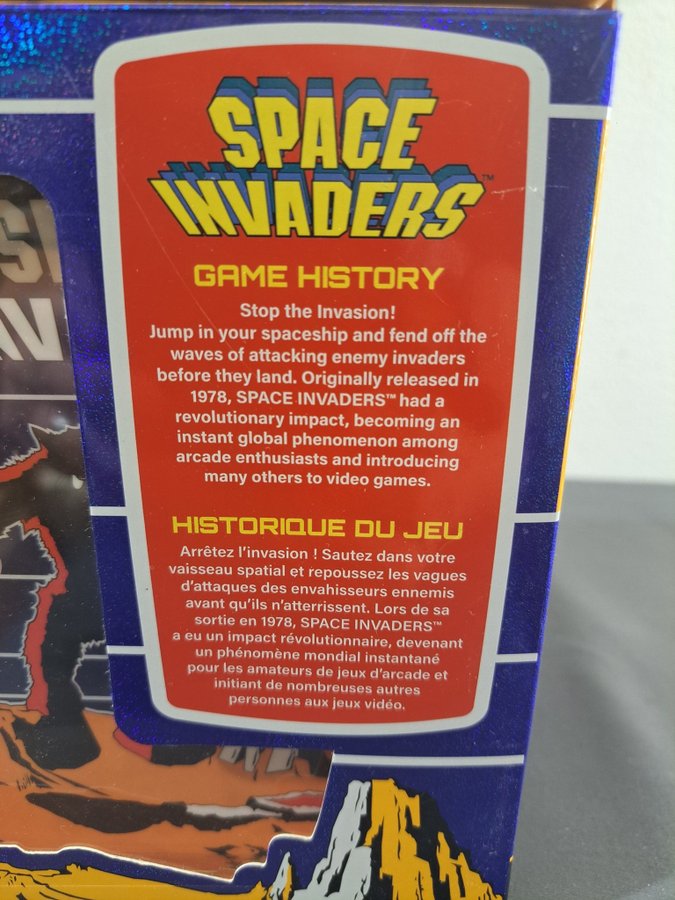 SPACE
INVADERS™
GAME HISTORY
Stop the Invasion!
Jump in your spaceship and fend off the
waves of attacking enemy invaders
before they land. Originally released in
1978, SPACE INVADERS™ had a
revolutionary impact, becoming an
instant global phenomenon among
arcade enthusiasts and introducing
many others to video games.
HISTORIQUE DU JEU
Arrêtez l'invasion ! Sautez dans votre
vaisseau spatial et repoussez les vagues
d'attaques des envahisseurs ennemis
avant qu'ils n'atterrissent. Lors de sa
sortie en 1978, SPACE INVADERS™
a eu un impact révolutionnaire, devenant
un phénomène mondial instantané
pour les amateurs de jeux d'arcade et
initiant de nombreuses autres
personnes aux jeux vidéo.